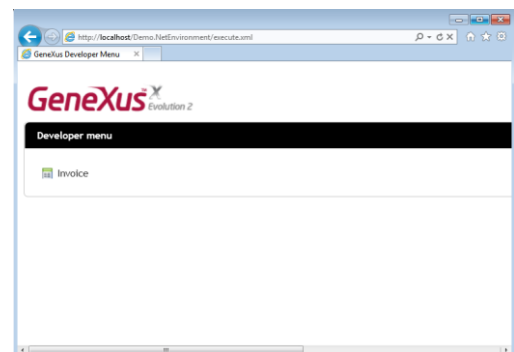 http://localhost/Demo.NetEnvironment/execute.xml
GeneXus Developer Menu
GeneXus X
Evolution 2
Developer menu
Invoice